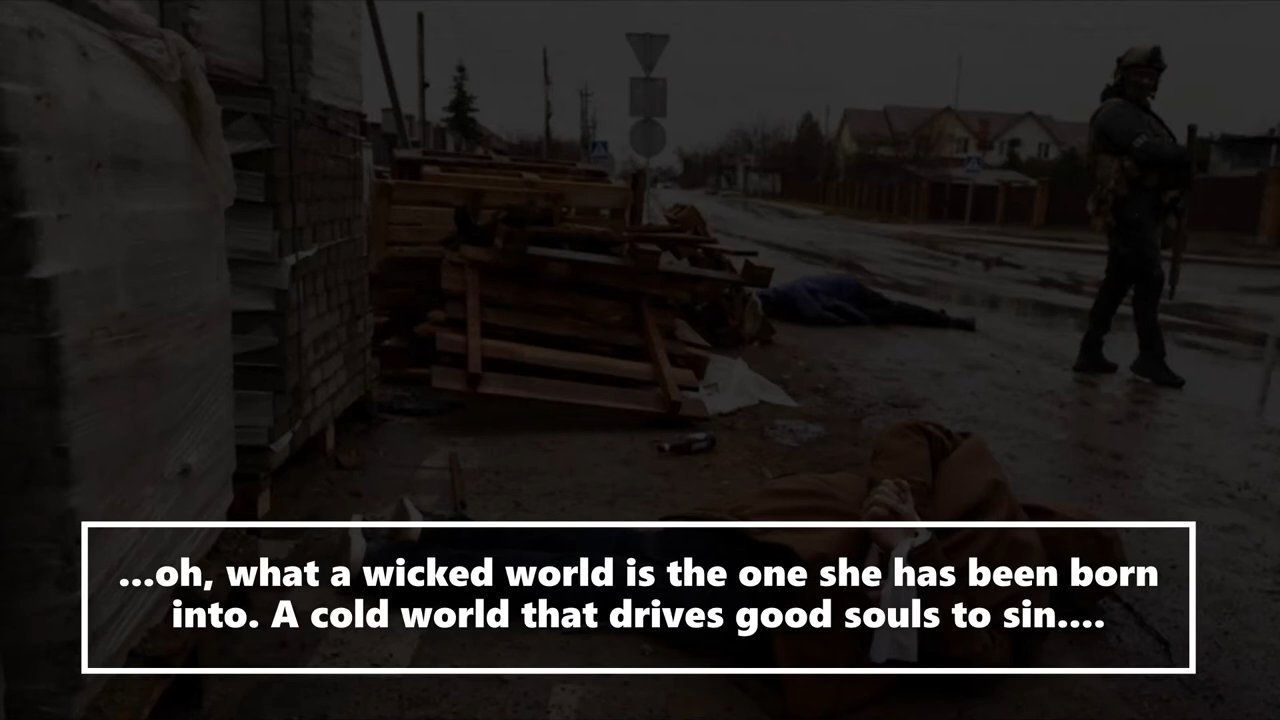 ...oh, what a wicked world is the one she has been born
into. A cold world that drives good souls to sin....